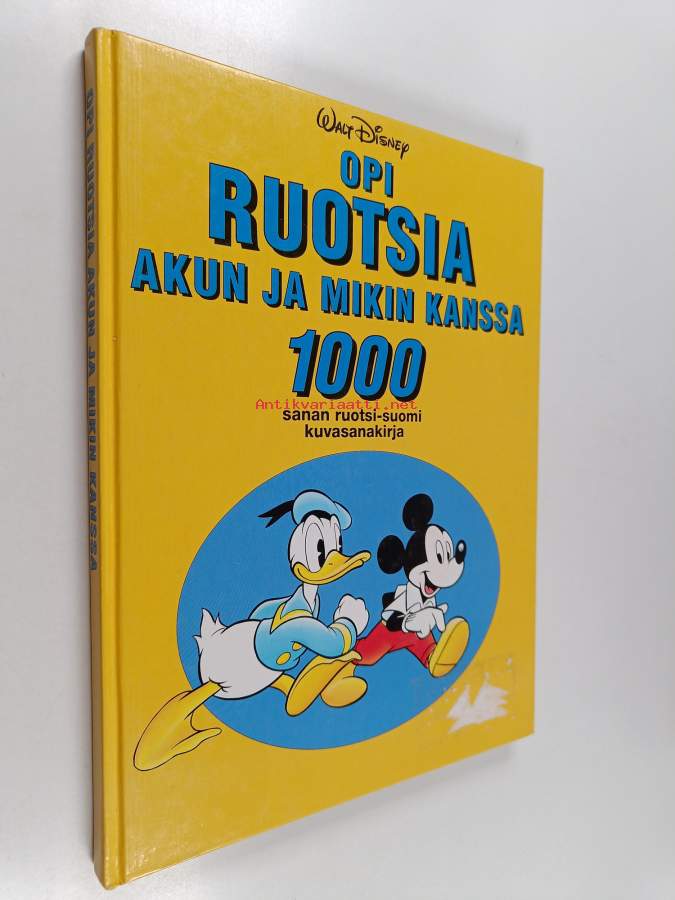 WALT DISNEY
OPI
RUOTSIA
AKUN JA MIKIN KANSSA
1000
Antikvariaatti.net
sanan ruotsi-suomi
kuvasanakirja
OPI RUOTSIA AKUN JA MIKIN KANSSA